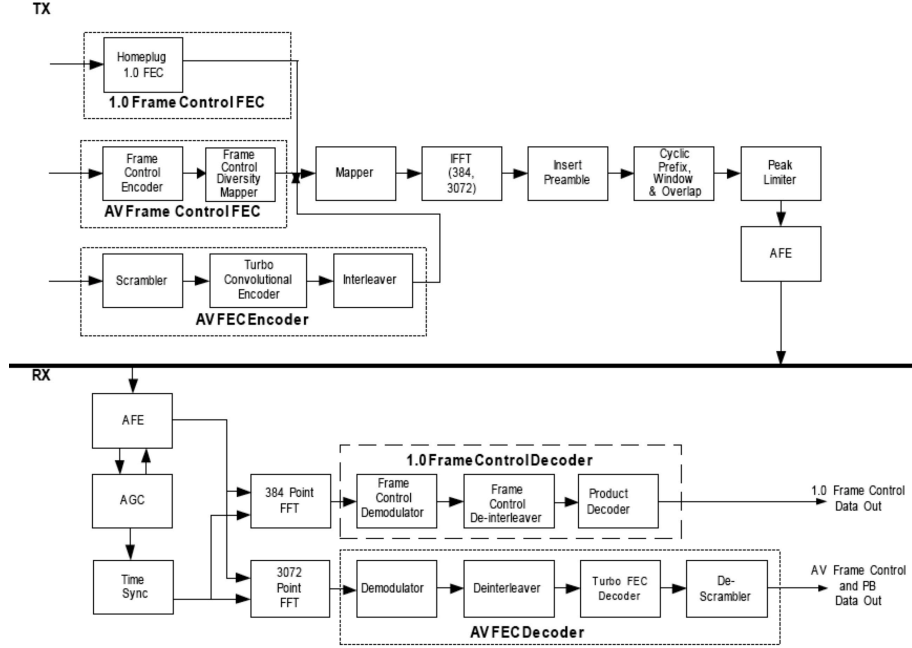 TX
Homeplug
1.0 FEC
1.0 Frame Control FEC
Frame
Control
Encoder
Frame
Control
Diversity
Mapper
AV Frame Control FEC
Mapper
IFFT
(384,
3072)
Insert
Preamble
Cyclic
Prefix,
Window
& Overlap
Peak
Limiter
AFE
Scrambler
Turbo
Convolutional
Encoder
Interleaver
AV FEC Encoder
RX
AFE
AGC
Time
Sync
384 Point
FFT
3072
Point
FFT
1.0 Frame Control Decoder
Frame
Control
Demodulator
Frame
Control
De-interleaver
Product
Decoder
1.0 Frame Control
Data Out
Demodulator
Deinterleaver
Turbo FEC
Decoder
De-
Scrambler
AV FEC Decoder
AV Frame Control
and PB
Data Out